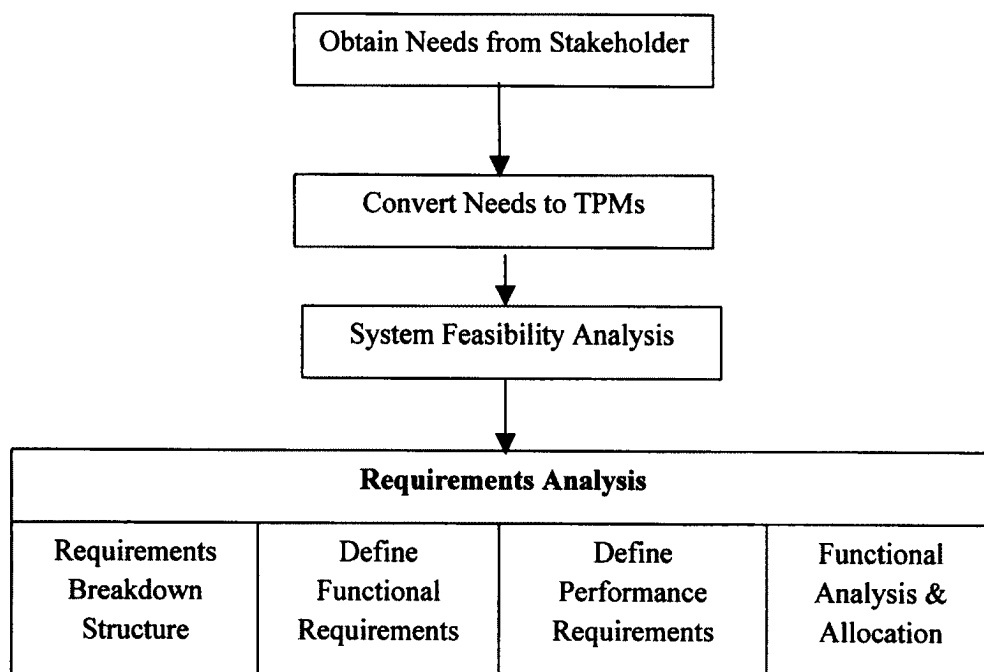 Obtain Needs from Stakeholder
Convert Needs to TPMs
System Feasibility Analysis
Requirements Analysis
Requirements
Breakdown
Structure
Define
Functional
Requirements
Define
Performance
Requirements
Functional
Analysis &
Allocation